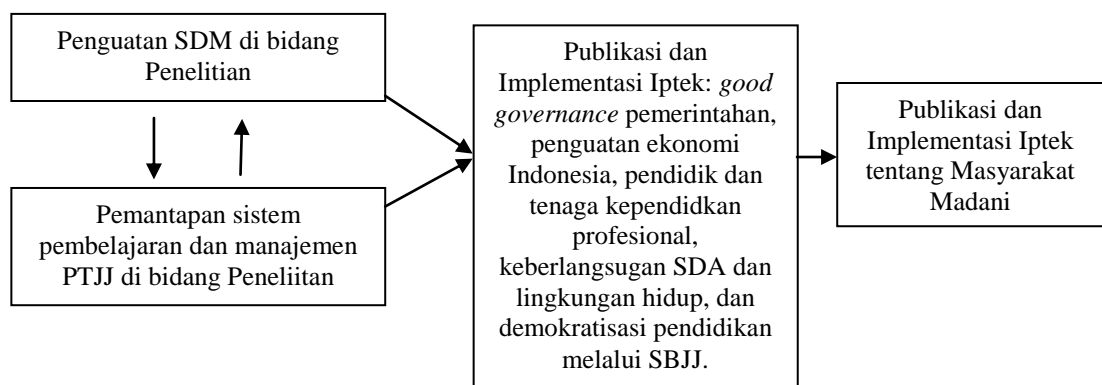 Penguatan SDM di bidang
Penelitian
Pemantapan sistem
pembelajaran dan manajemen
PTJJ di bidang Peneliitan
Publikasi dan
Implementasi Iptek: good
governance pemerintahan,
penguatan ekonomi
Indonesia, pendidik dan
tenaga kependidkan
profesional,
keberlangsugan SDA dan
lingkungan hidup, dan
demokratisasi pendidikan
melalui SBJJ.
Publikasi dan
Implementasi Iptek
tentang Masyarakat
Madani